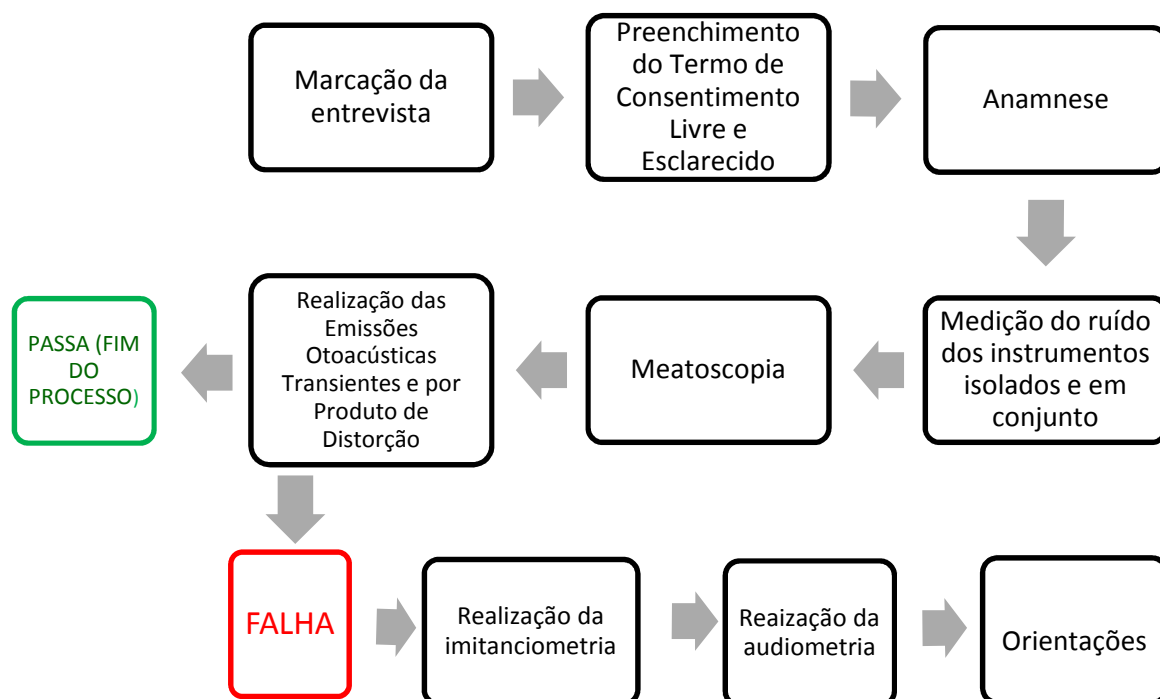 Marcação da
entrevista
Preenchimento
do Termo de
Consentimento
Livre e
Esclarecido
Anamnese
Medição do ruído
dos instrumentos
isolados e em
conjunto
Meatoscopia
Realização das
Emissões
Otoacústicas
Transientes e por
Produto de
Distorção
PASSA (FIM
DO
PROCESSO)
FALHA
Realização da
imitanciometria
Reaização da
audiometria
Orientações